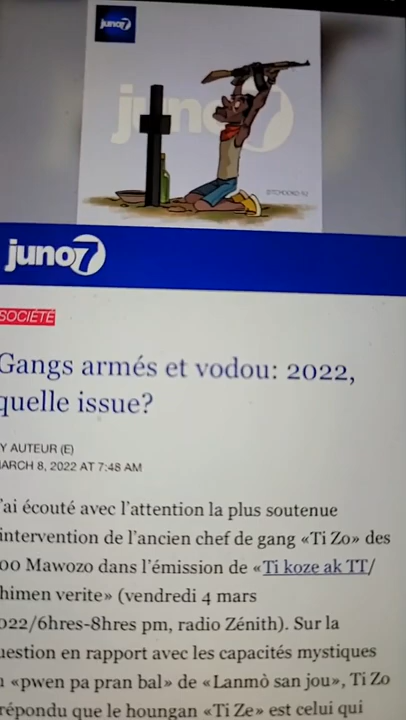 juno7
juno7
@TCHOOKO 4U
juno7
SOCIÉTÉ
Gangs armés et vodou: 2022,
quelle issue?
Y AUTEUR (E)
ARCH 8, 2022 AT 7:48 AM
'ai écouté avec l'attention la plus soutenue
intervention de l'ancien chef de gang «Ti Zo» des
00 Mawozo dans l'émission de «Ti koze ak TT/
himen verite» (vendredi 4 mars
022/6hres-8hres pm, radio Zénith). Sur la
uestion en rapport avec les capacités mystiques
«pwen pa pran bal» de «Lanmò san jou», Ti Zo
répondu que le houngan «Ti Ze» est celui qui